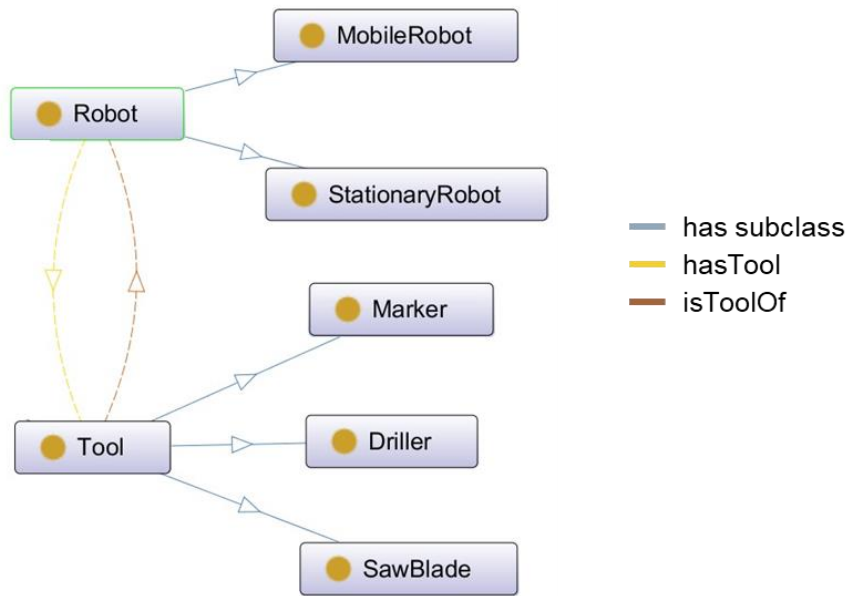 MobileRobot
Robot
StationaryRobot
has subclass
hasTool
isToolOf
Marker
Driller
Tool
SawBlade